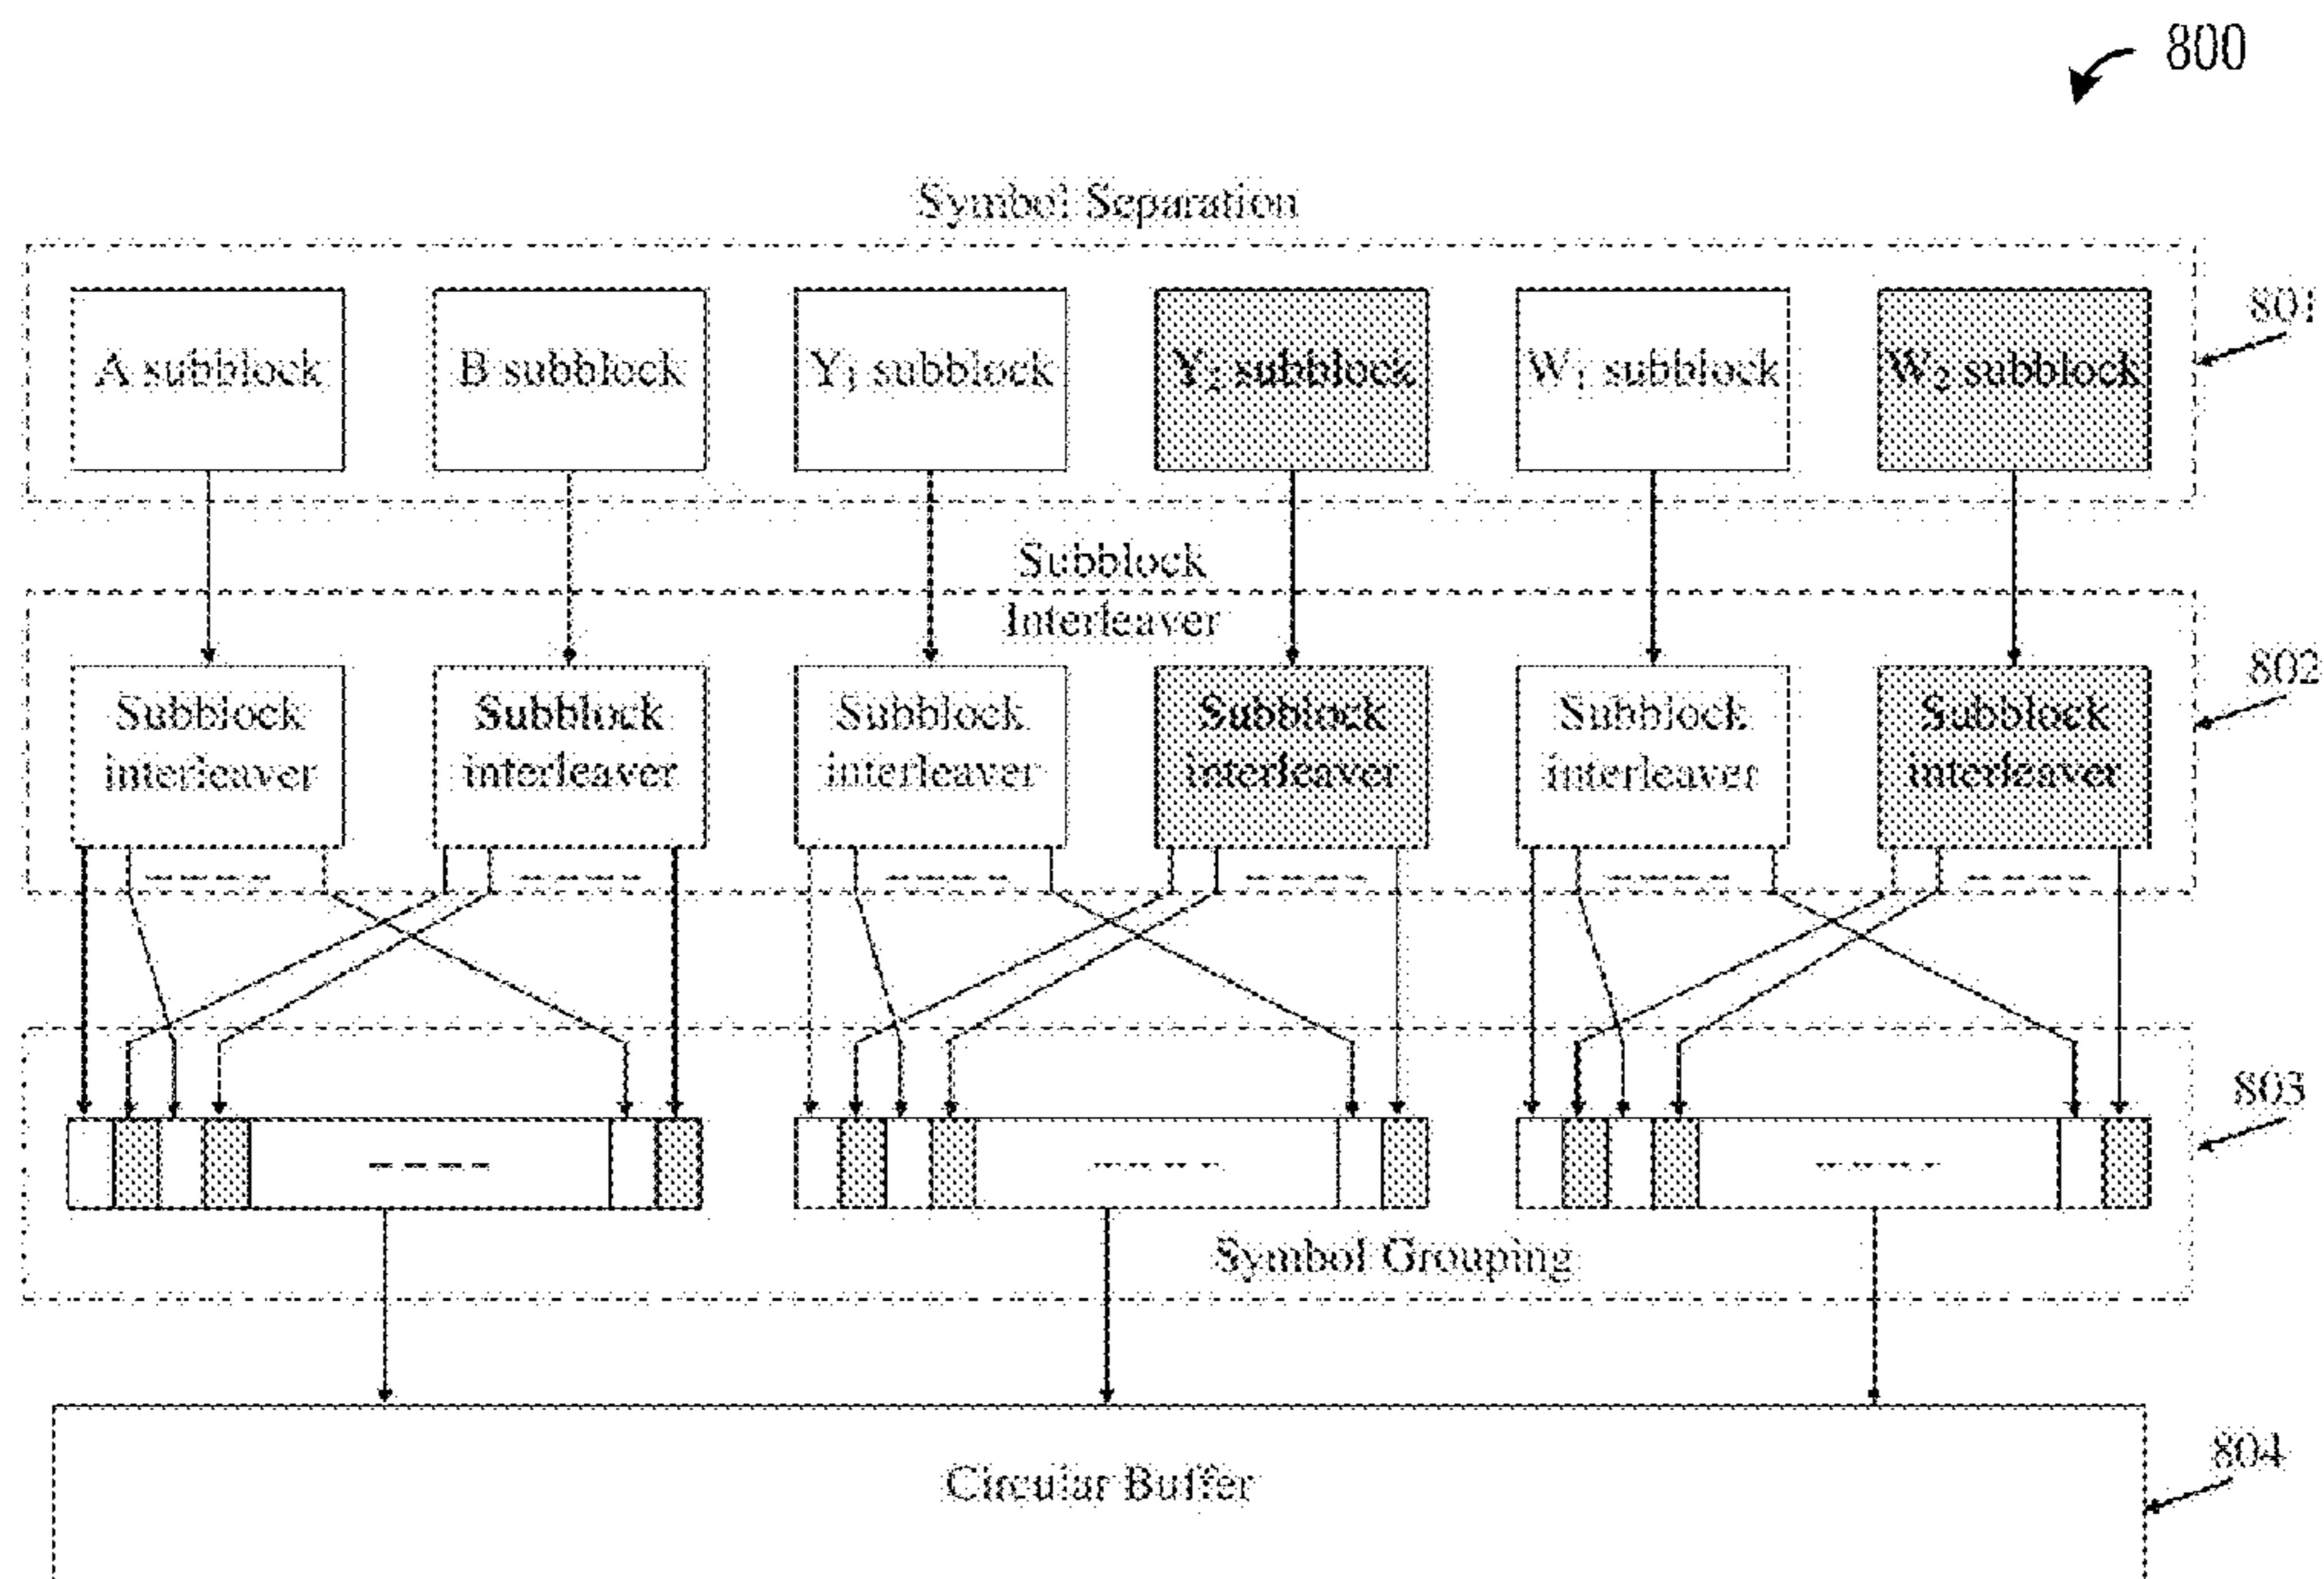 800
Symbol Separation
A subblock
B subblock
Y₁ subblock
Y₂ subblock
W₁ subblock
W₂ subblock
801
Subblock
Interleaver
Subblock
interleaver
Subblock
interleaver
Subblock
interleaver
Subblock
interleaver
Subblock
interleaver
Subblock
interleaver
802
803
Symbol Grouping
Circular Buffer
804